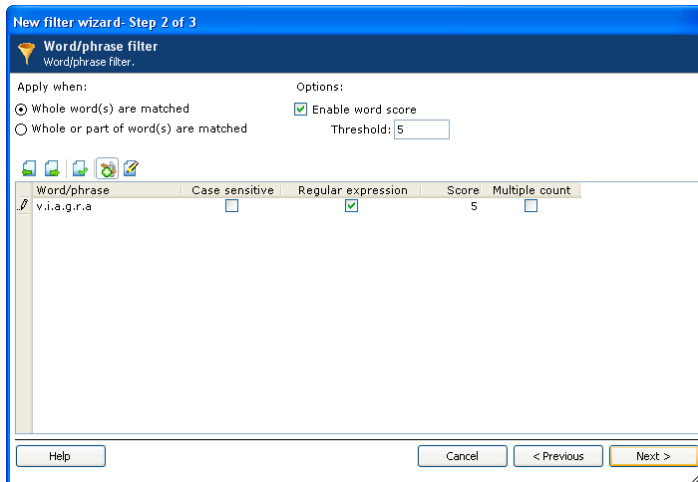 New filter wizard- Step 2 of 3
Word/phrase filter
Word/phrase filter.
Apply when:
Options:
Whole word(s) are matched
Enable word score
Whole or part of word(s) are matched
Threshold: 5
Word/phrase Case sensitive Regular expression Score Multiple count
v.i.a.g.r.a 5
Help Cancel < Previous Next >